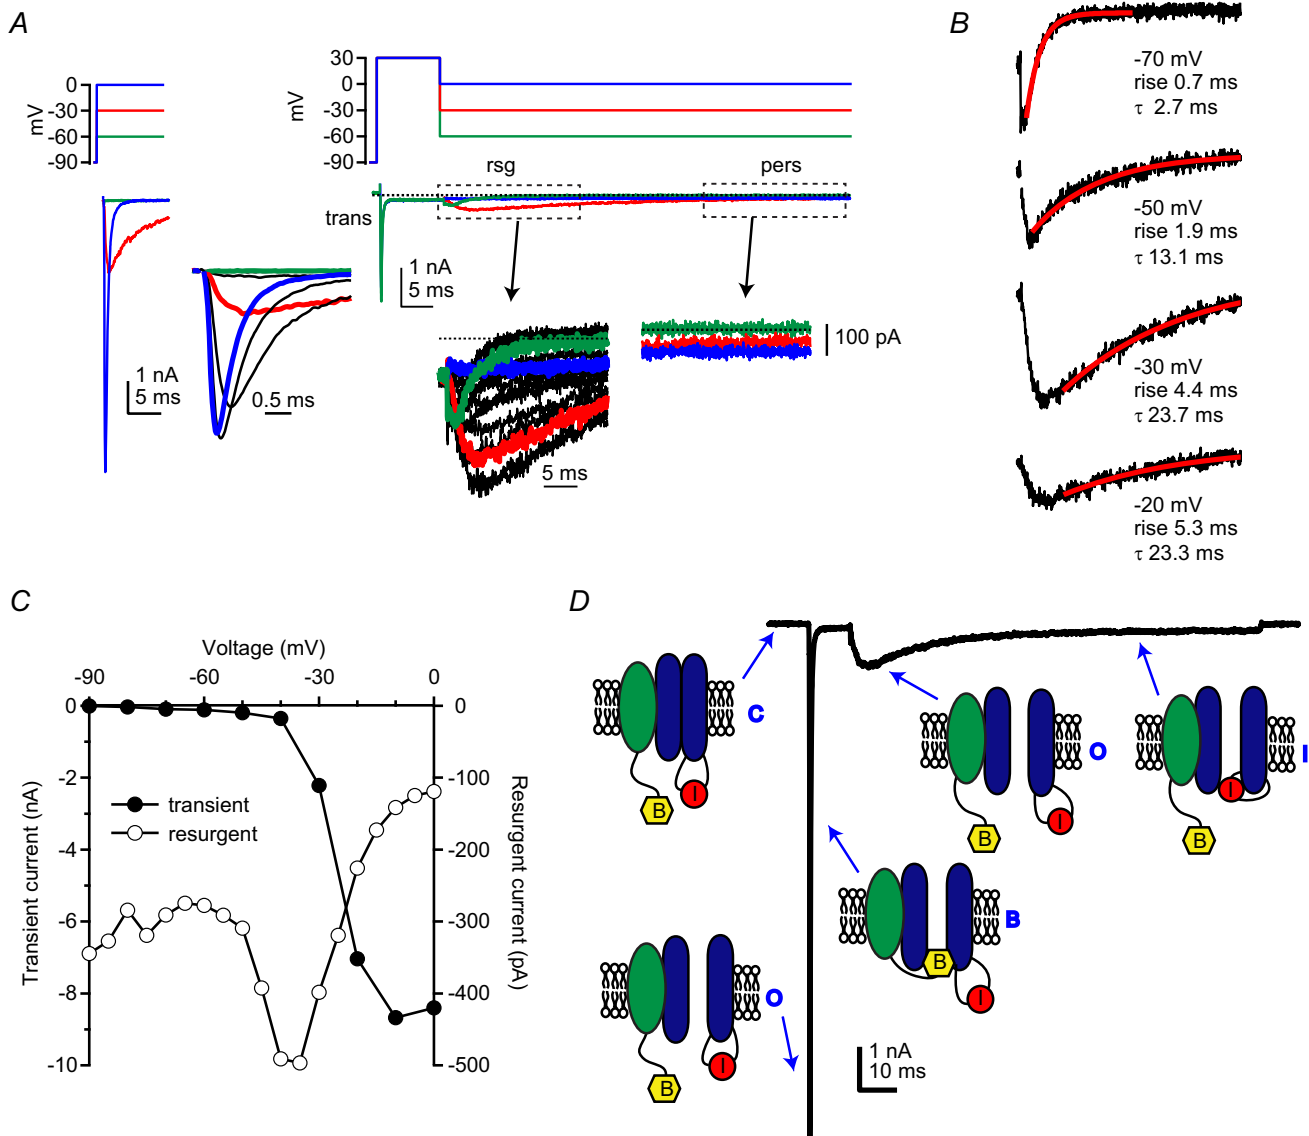 A
0
-30
-60
-90
mV
1 nA
5 ms
0.5 ms
30
0
-30
-60
-90
mV
rsg
pers
trans
1 nA
5 ms
5 ms
100 pA
B
-70 mV
rise 0.7 ms
τ 2.7 ms
-50 mV
rise 1.9 ms
τ 13.1 ms
-30 mV
rise 4.4 ms
τ 23.7 ms
-20 mV
rise 5.3 ms
τ 23.3 ms
C
Voltage (mV)
-90 -60 -30 0
0
-2
-4
-6
-8
-10
Transient current (nA)
transient
resurgent
0
-100
-200
-300
-400
-500
Resurgent current (pA)
D
C
B
I
O
B
I
I
B
I
B
B
I
O
B
I
1 nA
10 ms